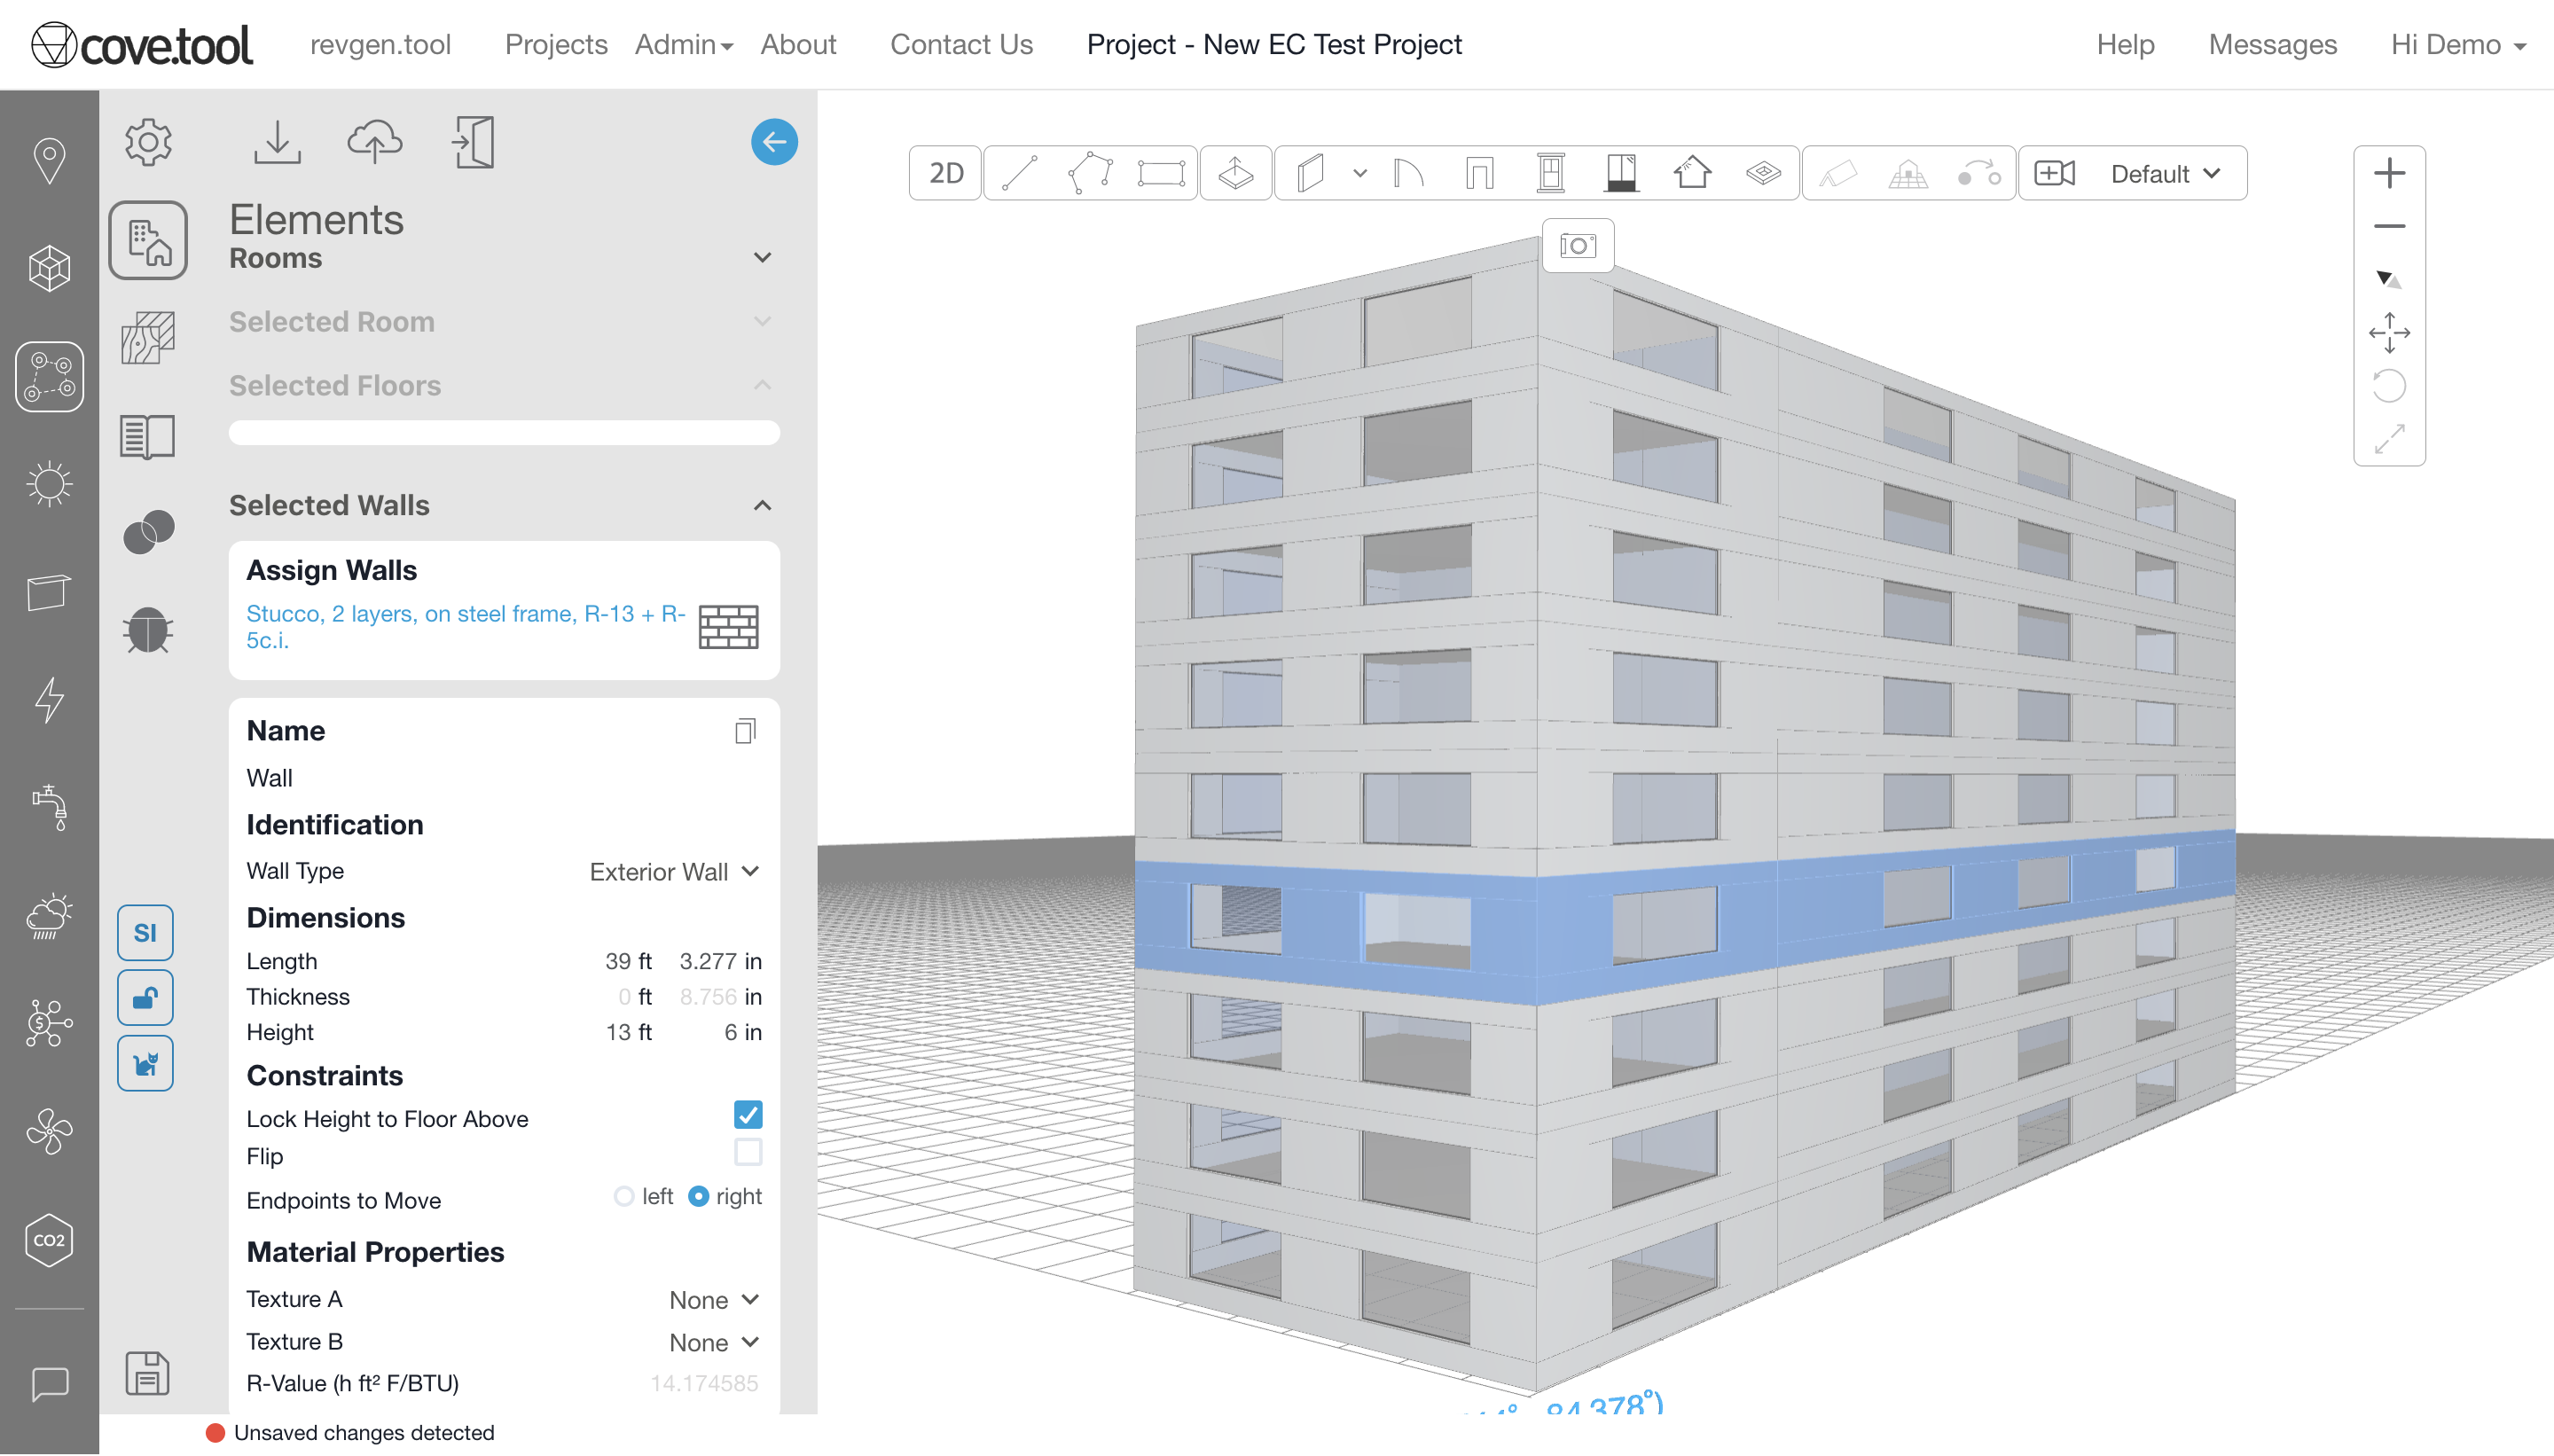 cove.tool revgen.tool Projects Admin About Contact Us Project - New EC Test Project Help Messages Hi Demo
Elements
Rooms
Selected Room
Selected Floors
Selected Walls
Assign Walls
Stucco, 2 layers, on steel frame, R-13 + R-
5c.i.
Name
Wall
Identification
Wall Type Exterior Wall
Dimensions
Length 39 ft 3.277 in
Thickness 0 ft 8.756 in
Height 13 ft 6 in
Constraints
Lock Height to Floor Above
Flip
Endpoints to Move left right
Material Properties
Texture A None
Texture B None
R-Value (h ft² F/BTU) 14.174585
SI
CO2
Unsaved changes detected
2D Default
84.378°)